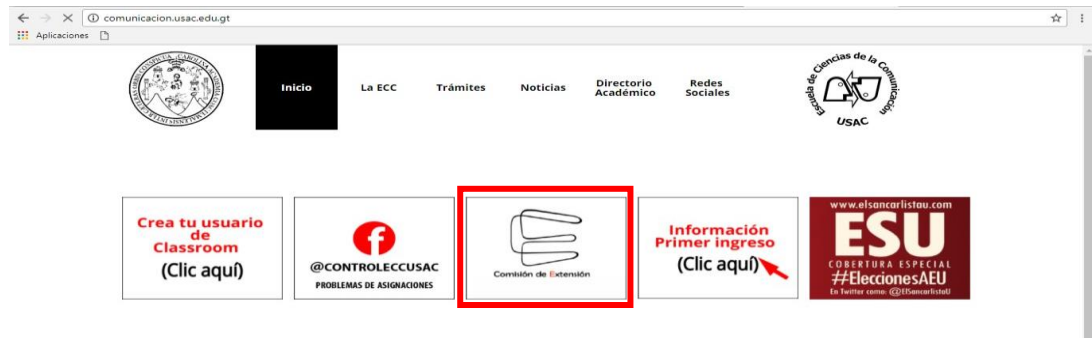 comunicacion.usac.edu.gt
Aplicaciones
Inicio
La ECC
Trámites
Noticias
Directorio
Académico
Redes
Sociales
Escuela de Ciencias de la Comunicación
USAC
Crea tu usuario
de
Classroom
(Clic aquí)
f
@CONTROLECCUSAC
PROBLEMAS DE ASIGNACIONES
Comisión de Extensión
Información
Primer ingreso
(Clic aquí)
www.elsancarlistau.com
ESU
COBERTURA ESPECIAL
#EleccionesAEU
En Twitter como: @ElSancarlistaU